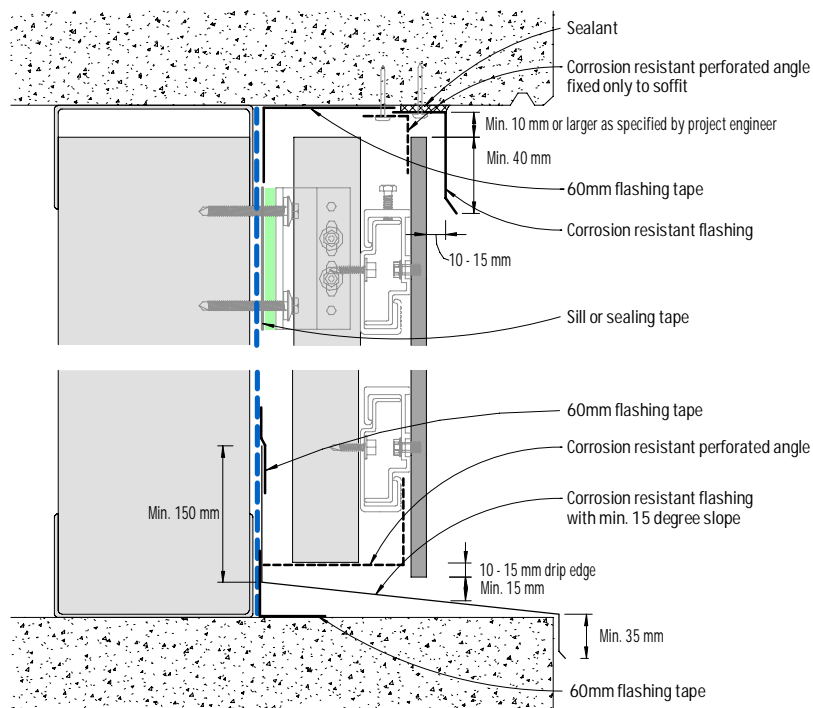 Sealant
Corrosion resistant perforated angle
fixed only to soffit
Min. 10 mm or larger as specified by project engineer
Min. 40 mm
60mm flashing tape
Corrosion resistant flashing
10 - 15 mm
Sill or sealing tape
60mm flashing tape
Corrosion resistant perforated angle
Min. 150 mm
Corrosion resistant flashing
with min. 15 degree slope
10 - 15 mm drip edge
Min. 15 mm
Min. 35 mm
60mm flashing tape